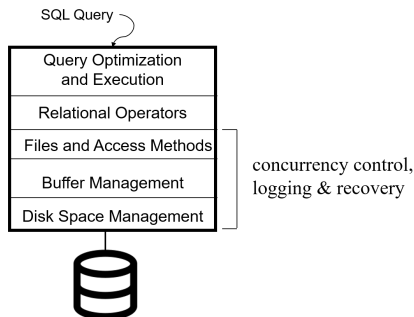 SQL Query
Query Optimization
and Execution
Relational Operators
Files and Access Methods
Buffer Management
Disk Space Management
concurrency control,
logging & recovery